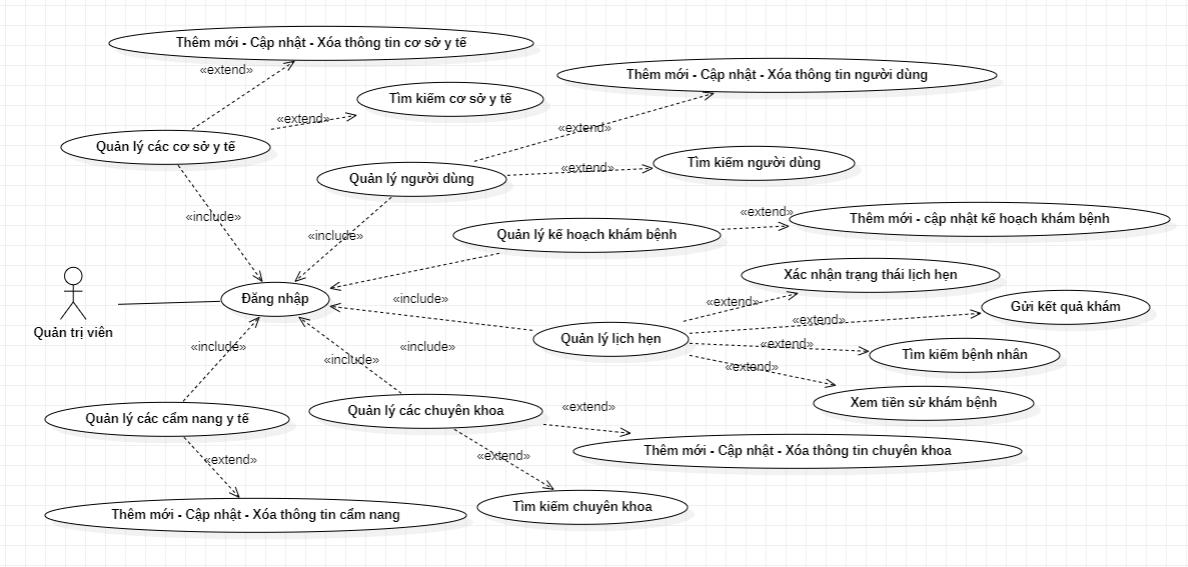 Thêm mới - Cập nhật - Xóa thông tin cơ sở y tế
«extend»
Thêm mới - Cập nhật - Xóa thông tin người dùng
Tìm kiếm cơ sở y tế
«extend»
«extend»
Quản lý các cơ sở y tế
Tìm kiếm người dùng
«extend»
Quản lý người dùng
«include»
«extend»
Thêm mới - cập nhật kế hoạch khám bệnh
«include»
Quản lý kế hoạch khám bệnh
Xác nhận trạng thái lịch hẹn
Đăng nhập
«include»
«extend»
Gửi kết quả khám
«extend»
Quản trị viên
Quản lý lịch hẹn
«include»
«include»
«include»
«extend»
Tìm kiếm bệnh nhân
«extend»
Xem tiền sử khám bệnh
Quản lý các cẩm nang y tế
Quản lý các chuyên khoa
«extend»
Thêm mới - Cập nhật - Xóa thông tin chuyên khoa
«extend»
«extend»
Tìm kiếm chuyên khoa
Thêm mới - Cập nhật - Xóa thông tin cẩm nang